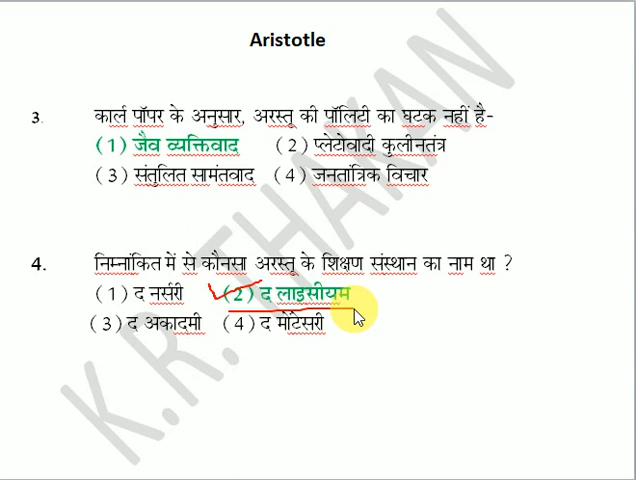 Aristotle
3. कार्ल पॉपर के अनुसार, अरस्तू की पॉलिटी का घटक नहीं है-
(1) जैव व्यक्तिवाद (2) प्लेटोवादी कुलीनतंत्र
(3) संतुलित सामंतवाद (4) जनतांत्रिक विचार
4. निम्नांकित में से कौनसा अरस्तू के शिक्षण संस्थान का नाम था ?
(1) द नर्सरी (2) द लाइसीयम
(3) द अकादमी (4) द मोंटेसरी
K.R. THAKAN